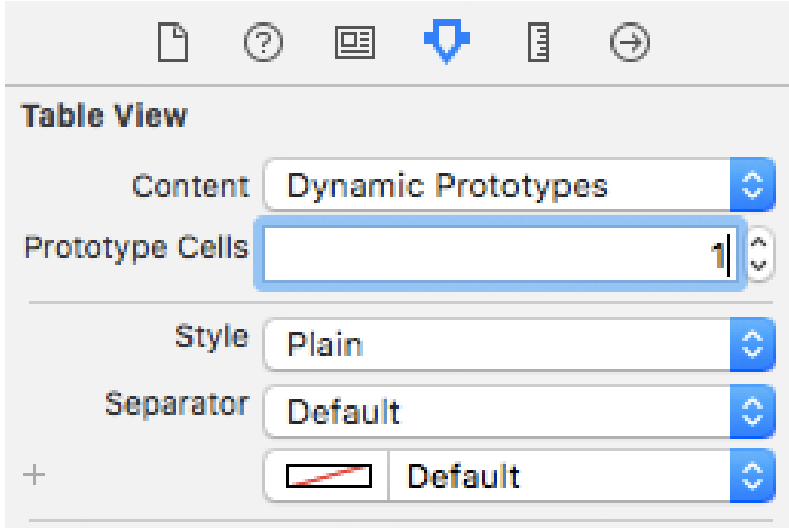 Table View
Content Dynamic Prototypes
Prototype Cells 1
Style Plain
Separator Default
Default